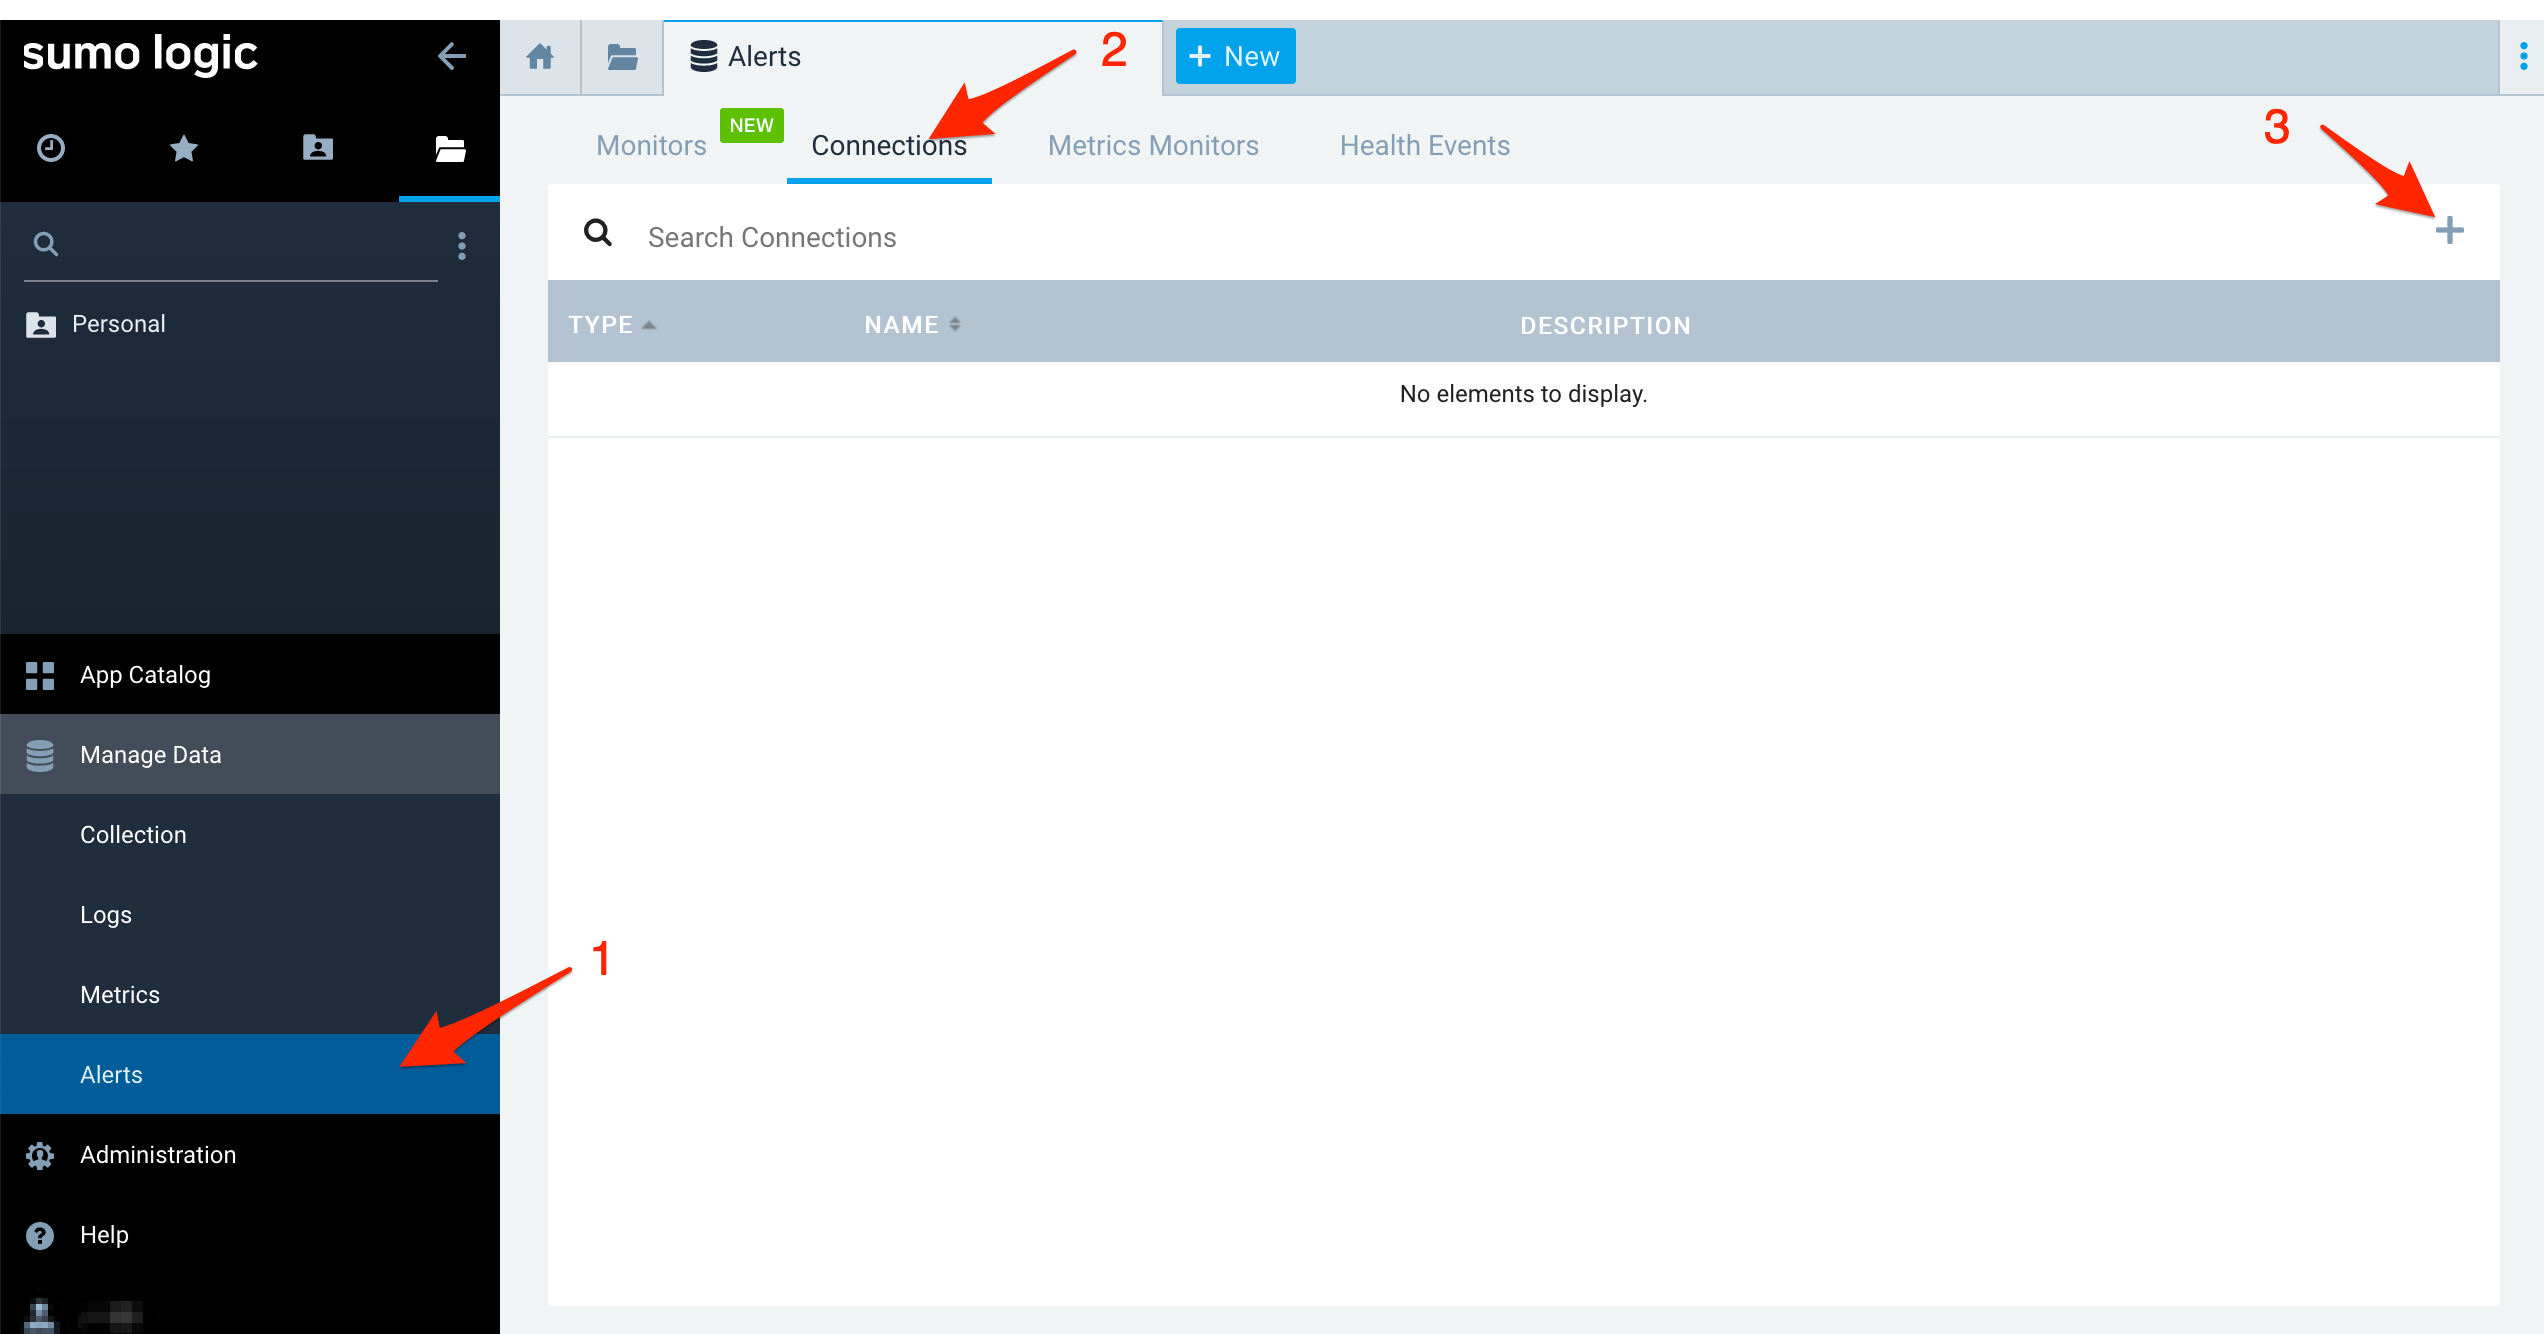 sumo logic
Personal
App Catalog
Manage Data
Collection
Logs
Metrics
Alerts
Administration
Help
1
Alerts
2
+ New
Monitors NEW Connections Metrics Monitors Health Events
3
Search Connections
TYPE NAME DESCRIPTION
No elements to display.